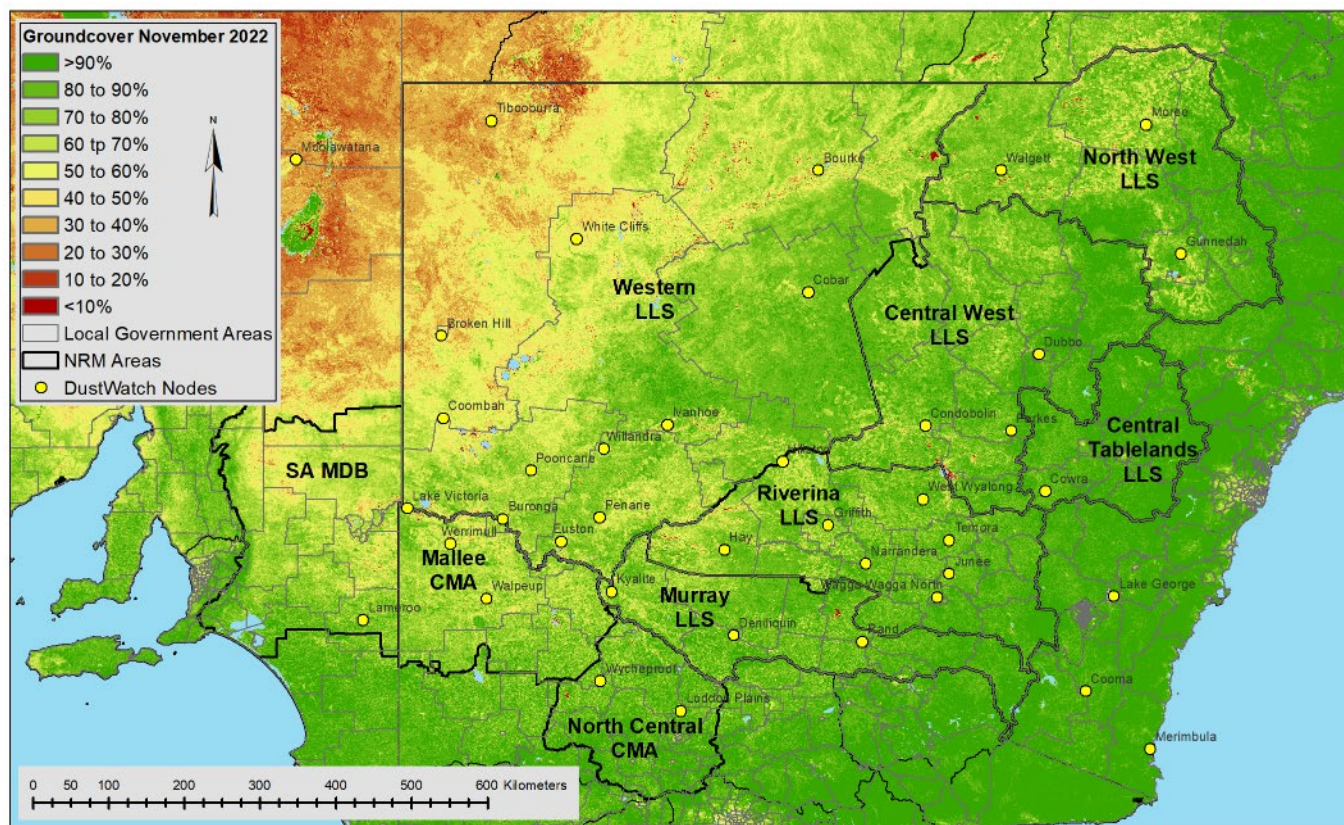 Groundcover November 2022
>90%
80 to 90%
70 to 80%
60 tp 70%
50 to 60%
40 to 50%
30 to 40%
20 to 30%
10 to 20%
<10%
Local Government Areas
NRM Areas
DustWatch Nodes
N
Tibooburra
Moolawatana
Moree
Bourke
Walgett
North West
LLS
White Cliffs
Gunnedah
Western
LLS
Cobar
Central West
LLS
Broken Hill
Dubbo
Coombah
Ivanhoe
Condobolin
Central
Tablelands
LLS
Willandra
SA MDB
Pooncarie
Riverina
LLS
West Wyalong
Cowra
Lake Victoria
Buronga
Penarie
Griffith
Werrimull
Euston
Hay
Temora
Mallee
CMA
Narrandera
Junee
Walpeup
Kyalite
Murray
LLS
Wagga Wagga North
Lake George
Lameroo
Deniliquin
Rand
Wycheproof
Cooma
Loddon Plains
North Central
CMA
Merimbula
0 50 100 200 300 400 500 600 Kilometers